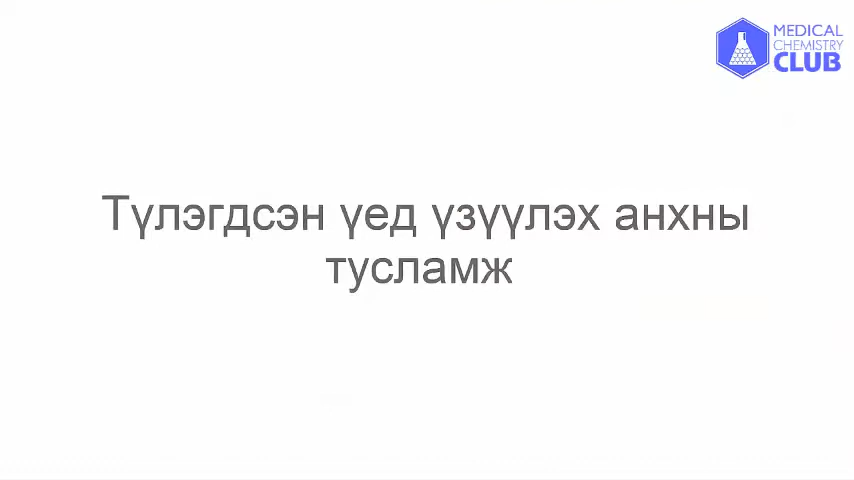 MEDICAL
CHEMISTRY
CLUB
Түлэгдсэн үед үзүүлэх анхны
тусламж